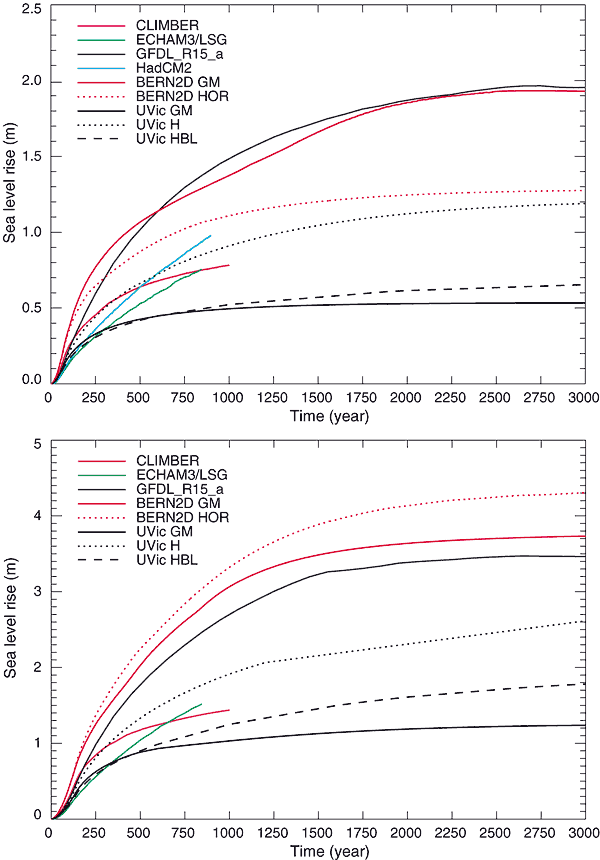 2.5
CLIMBER
ECHAM3/LSG
GFDL_R15_a
HadCM2
BERN2D GM
BERN2D HOR
UVic GM
UVic H
UVic HBL
2.0
1.5
1.0
0.5
0.0
Sea level rise (m)
0 250 500 750 1000 1250 1500 1750 2000 2250 2500 2750 3000
Time (year)
5
CLIMBER
ECHAM3/LSG
GFDL_R15_a
BERN2D GM
BERN2D HOR
UVic GM
UVic H
UVic HBL
4
3
2
1
0
Sea level rise (m)
0 250 500 750 1000 1250 1500 1750 2000 2250 2500 2750 3000
Time (year)